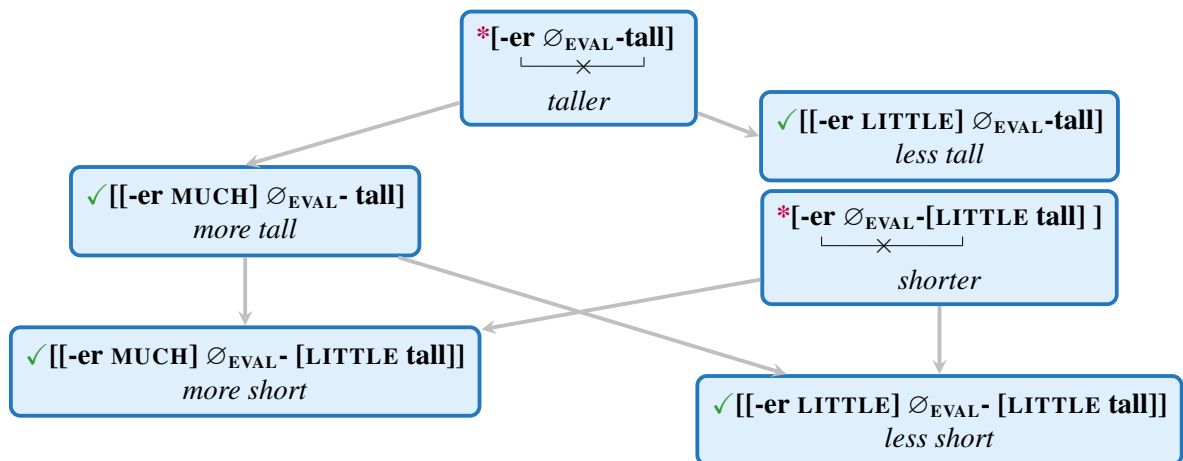 *[-er ∅EVAL-tall]
×
taller
✓[[-er LITTLE] ∅EVAL-tall]
less tall
✓[[-er MUCH] ∅EVAL- tall]
more tall
*[-er ∅EVAL-[LITTLE tall] ]
×
shorter
✓[[-er MUCH] ∅EVAL- [LITTLE tall]]
more short
✓[[-er LITTLE] ∅EVAL- [LITTLE tall]]
less short